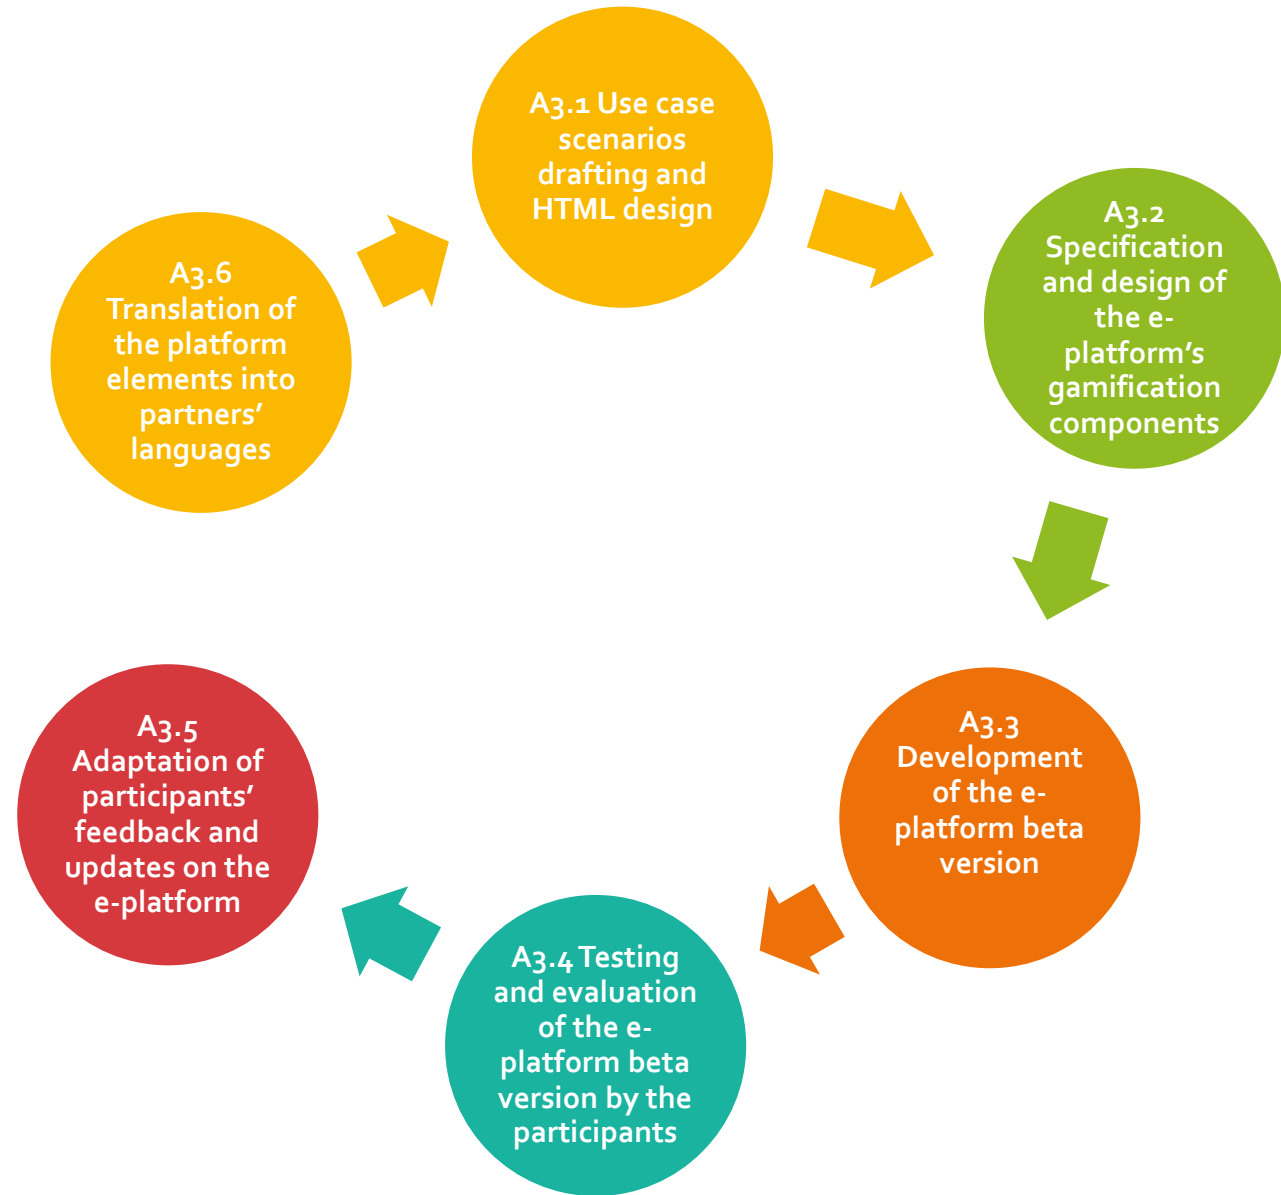 A3.1 Use case
scenarios
drafting and
HTML design
A3.2
Specification
and design of
the e-
platform's
gamification
components
A3.3
Development
of the e-
platform beta
version
A3.4 Testing
and evaluation
of the e-
platform beta
version by the
participants
A3.5
Adaptation of
participants'
feedback and
updates on the
e-platform
A3.6
Translation of
the platform
elements into
partners'
languages